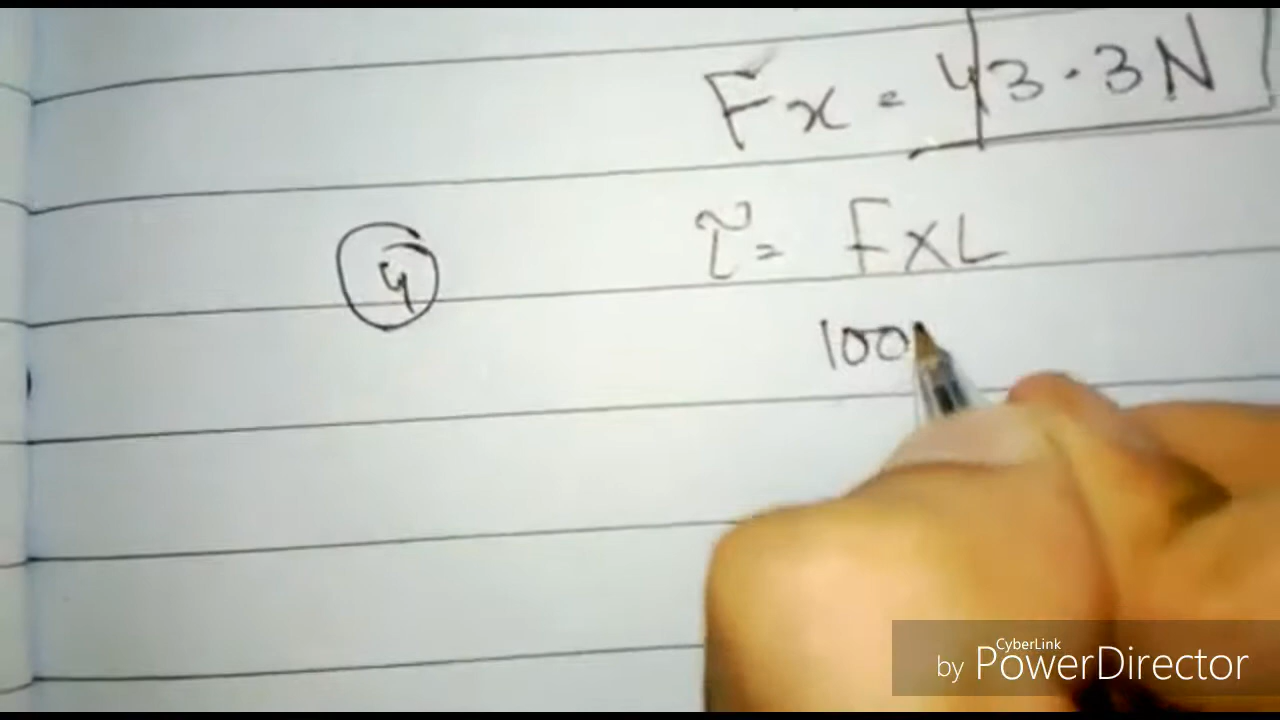 Fx = 43.3N
④ τ = F×L
100
CyberLink
by PowerDirector